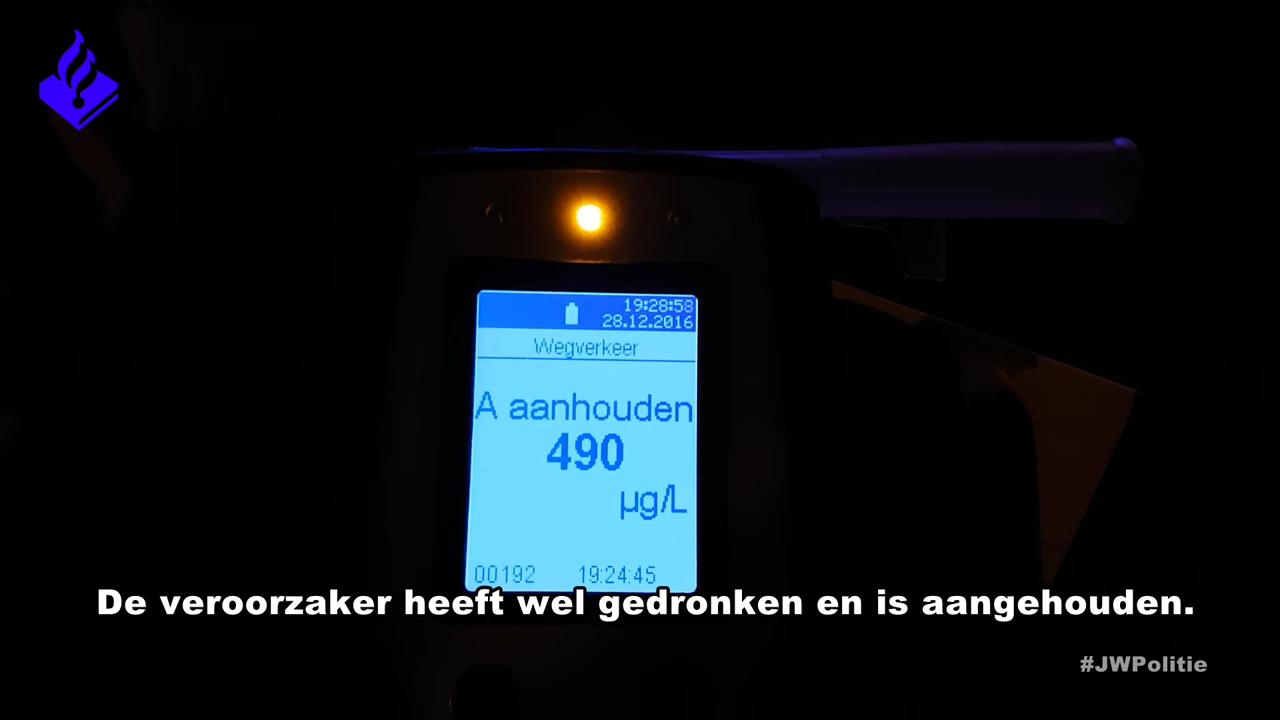 19:28:58
28.12.2016
Wegverkeer
A aanhouden
490
µg/L
00192 19:24:45
De veroorzaker heeft wel gedronken en is aangehouden.
#JWPolitie